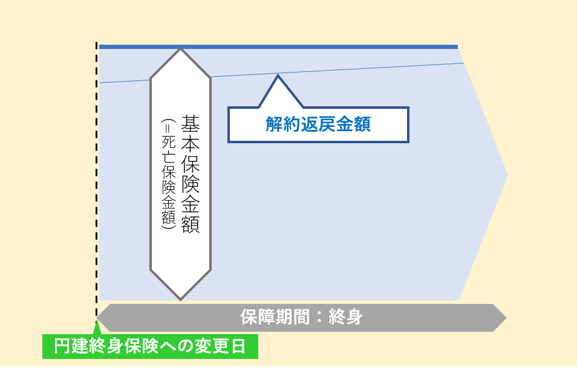 基本保険金額
(=死亡保険金額)
解約返戻金額
保障期間：終身
円建終身保険への変更日